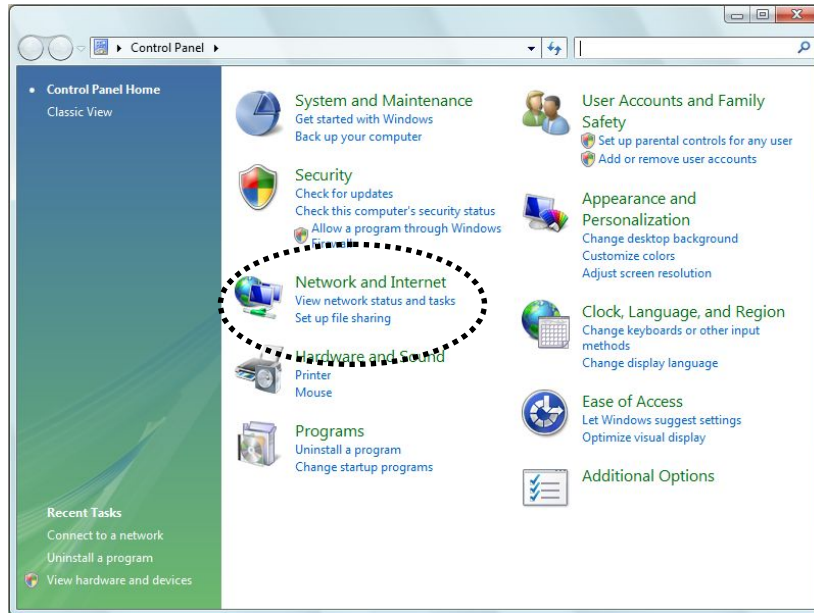 Control Panel
Control Panel Home
Classic View
Recent Tasks
Connect to a network
Uninstall a program
View hardware and devices
System and Maintenance
Get started with Windows
Back up your computer
Security
Check for updates
Check this computer's security status
Allow a program through Windows
Firewall
Network and Internet
View network status and tasks
Set up file sharing
Hardware and Sound
Printer
Mouse
Programs
Uninstall a program
Change startup programs
User Accounts and Family
Safety
Set up parental controls for any user
Add or remove user accounts
Appearance and
Personalization
Change desktop background
Customize colors
Adjust screen resolution
Clock, Language, and Region
Change keyboards or other input
methods
Change display language
Ease of Access
Let Windows suggest settings
Optimize visual display
Additional Options